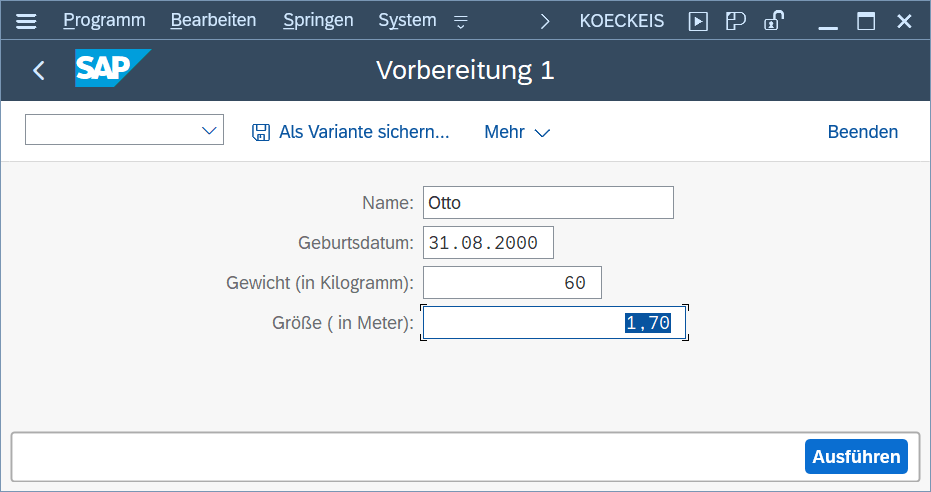 Programm Bearbeiten Springen System KOECKEIS
SAP Vorbereitung 1
Als Variante sichern... Mehr Beenden
Name: Otto
Geburtsdatum: 31.08.2000
Gewicht (in Kilogramm): 60
Größe ( in Meter): 1,70
Ausführen